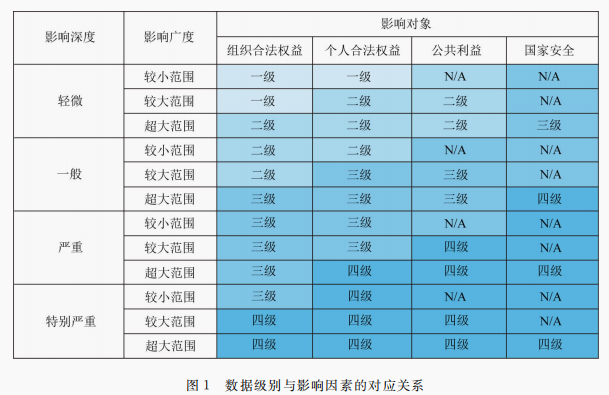 影响深度 影响广度 影响对象
组织合法权益 个人合法权益 公共利益 国家安全
轻微 较小范围 一级 一级 N/A N/A
较大范围 一级 二级 二级 N/A
超大范围 二级 二级 二级 三级
一般 较小范围 二级 二级 N/A N/A
较大范围 二级 三级 三级 N/A
超大范围 三级 三级 三级 四级
严重 较小范围 三级 三级 N/A N/A
较大范围 三级 三级 四级 N/A
超大范围 三级 四级 四级 四级
特别严重 较小范围 三级 四级 N/A N/A
较大范围 四级 四级 四级 N/A
超大范围 四级 四级 四级 四级
图 1 数据级别与影响因素的对应关系